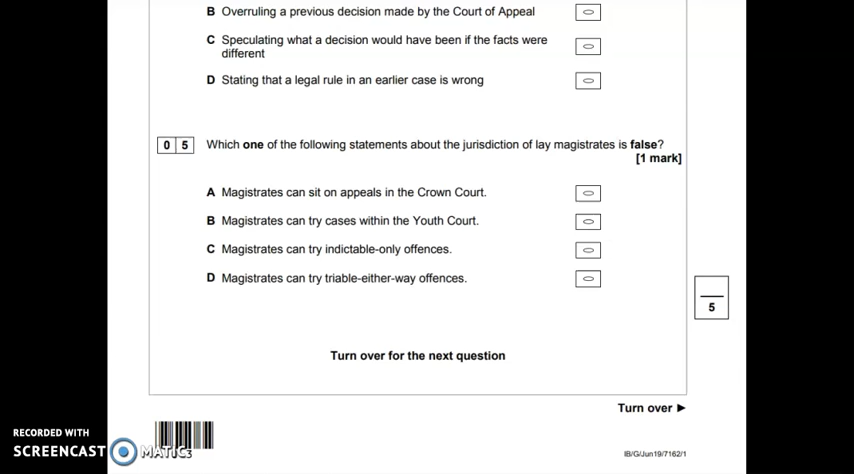 B Overruling a previous decision made by the Court of Appeal
C Speculating what a decision would have been if the facts were
different
D Stating that a legal rule in an earlier case is wrong
0 5 Which one of the following statements about the jurisdiction of lay magistrates is false?
[1 mark]
A Magistrates can sit on appeals in the Crown Court.
B Magistrates can try cases within the Youth Court.
C Magistrates can try indictable-only offences.
D Magistrates can try triable-either-way offences.
5
Turn over for the next question
Turn over ►
RECORDED WITH
SCREENCAST MATIC
3
IB/G/Jun19/7162/1